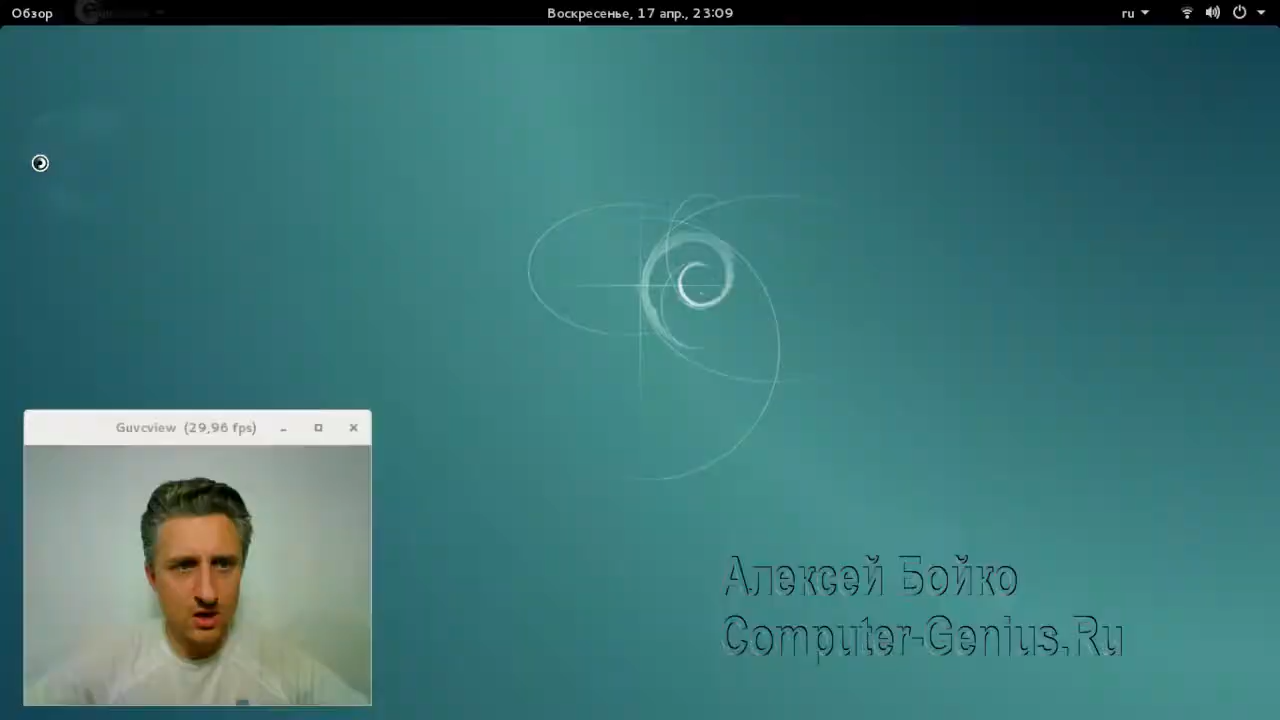 Обзор
Воскресенье, 17 апр., 23:09
ru
Guvcview (29,96 fps)
Алексей Бойко
Computer-Genius.Ru